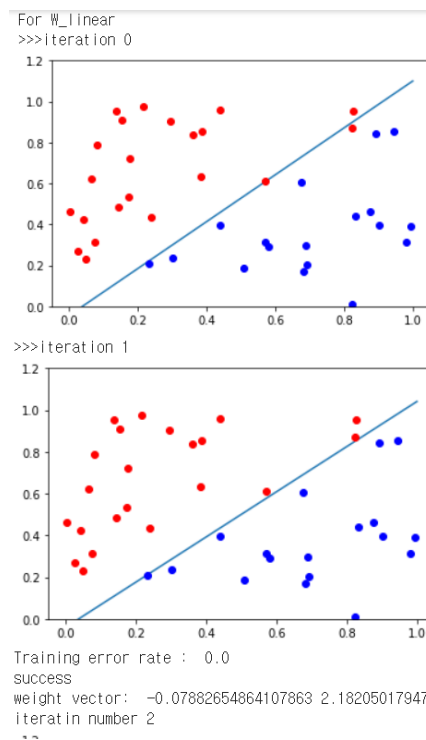 For W_linear
>>>iteration 0
1.2
1.0
0.8
0.6
0.4
0.2
0.0
0.0 0.2 0.4 0.6 0.8 1.0
>>>iteration 1
1.2
1.0
0.8
0.6
0.4
0.2
0.0
0.0 0.2 0.4 0.6 0.8 1.0
Training error rate : 0.0
success
weight vector: -0.07882654864107863 2.18205017947
iteratin number 2